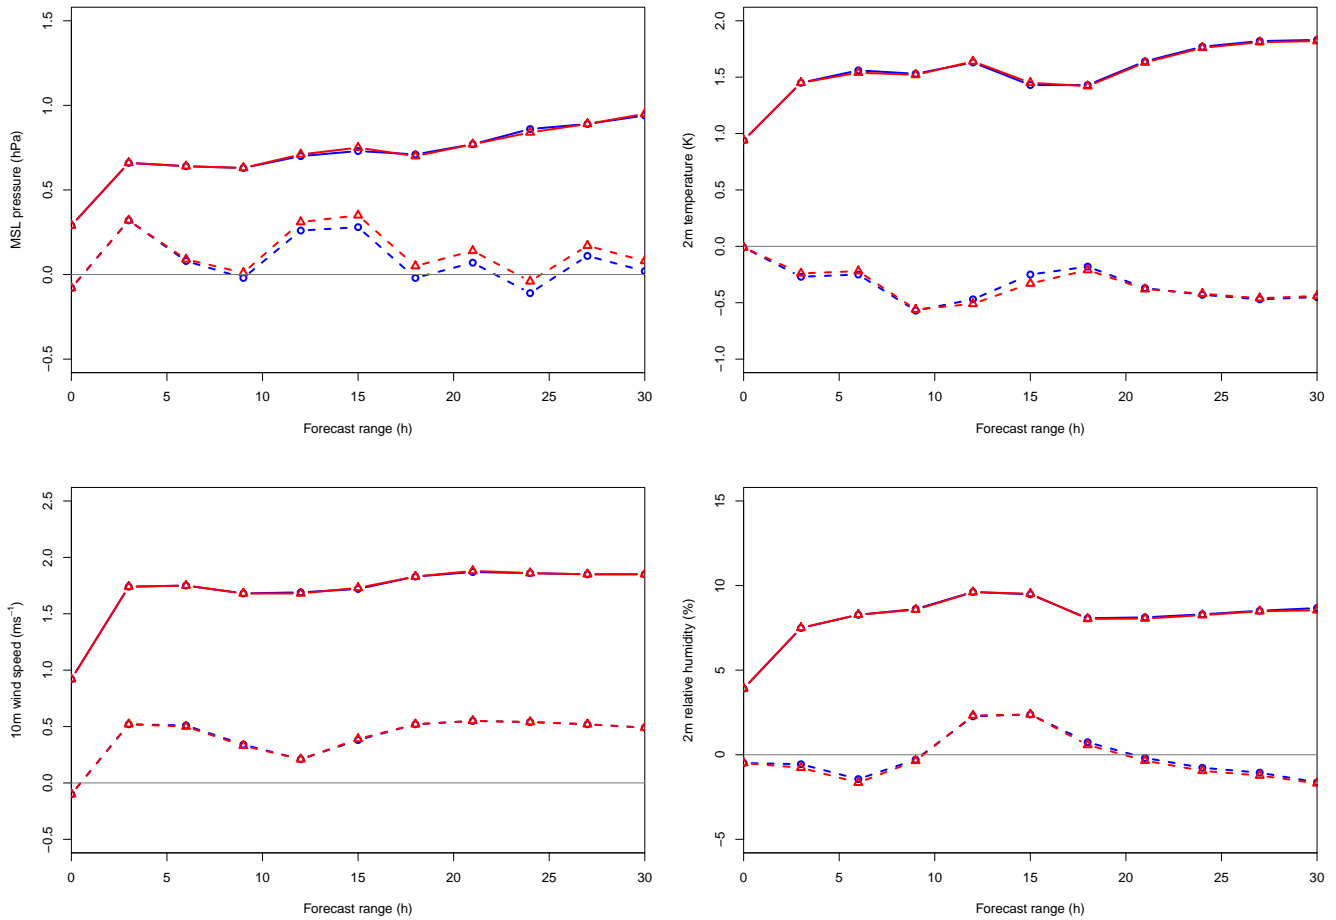 1.5
1.0
0.5
0.0
−0.5
MSL pressure (hPa)
0 5 10 15 20 25 30
Forecast range (h)
2.0
1.5
1.0
0.5
0.0
−0.5
−1.0
2m temperature (K)
0 5 10 15 20 25 30
Forecast range (h)
2.5
2.0
1.5
1.0
0.5
0.0
−0.5
10m wind speed (ms⁻¹)
0 5 10 15 20 25 30
Forecast range (h)
15
10
5
0
−5
2m relative humidity (%)
0 5 10 15 20 25 30
Forecast range (h)